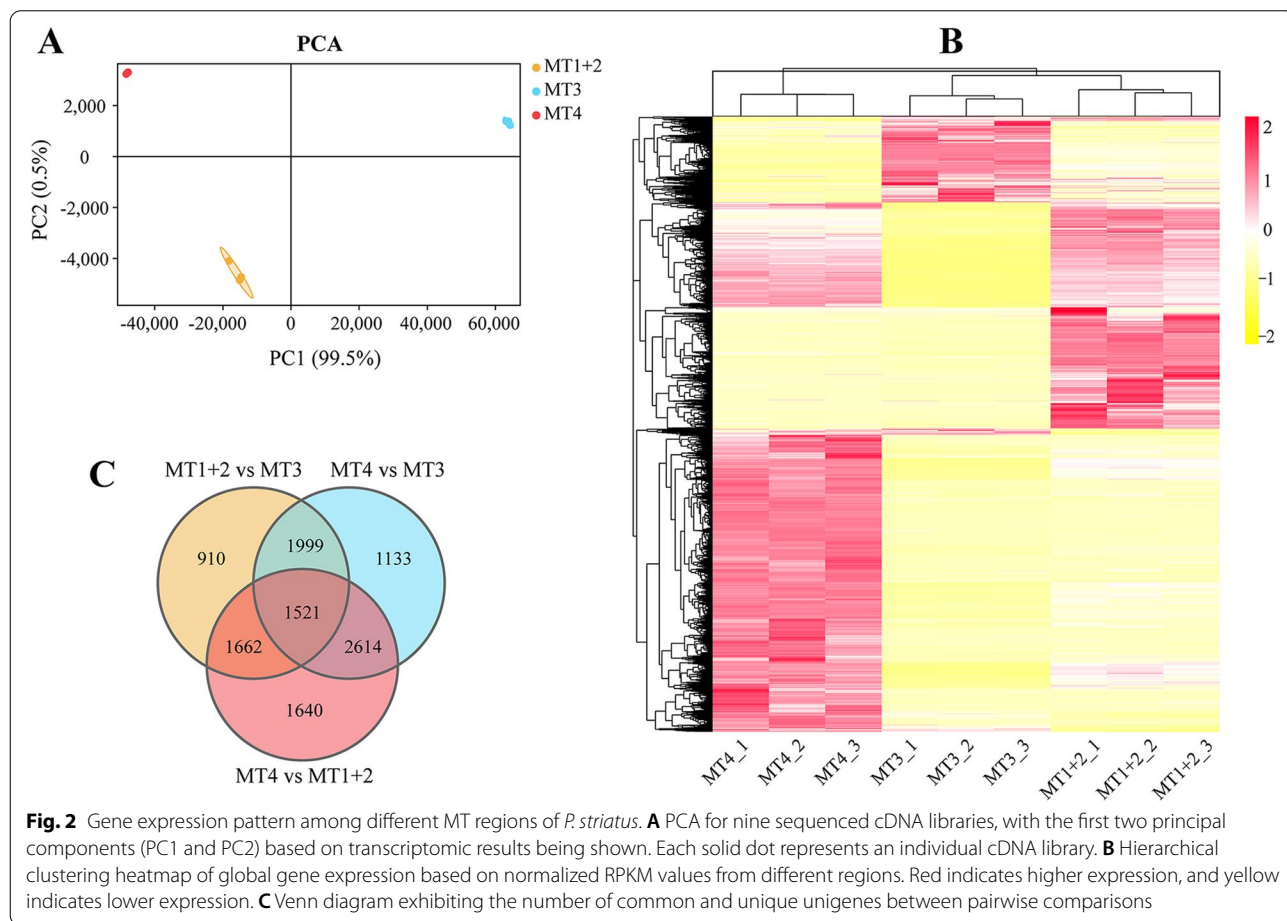 A
PCA
MT1+2
MT3
MT4
2,000
0
-2,000
-4,000
PC2 (0.5%)
-40,000 -20,000 0 20,000 40,000 60,000
PC1 (99.5%)
B
2
1
0
-1
-2
MT4_1 MT4_2 MT4_3 MT3_1 MT3_2 MT3_3 MT1+2_1 MT1+2_2 MT1+2_3
C
MT1+2 vs MT3 MT4 vs MT3
910 1999 1133
1521
1662 2614
1640
MT4 vs MT1+2
Fig. 2 Gene expression pattern among different MT regions of P. striatus. A PCA for nine sequenced cDNA libraries, with the first two principal
components (PC1 and PC2) based on transcriptomic results being shown. Each solid dot represents an individual cDNA library. B Hierarchical
clustering heatmap of global gene expression based on normalized RPKM values from different regions. Red indicates higher expression, and yellow
indicates lower expression. C Venn diagram exhibiting the number of common and unique unigenes between pairwise comparisons